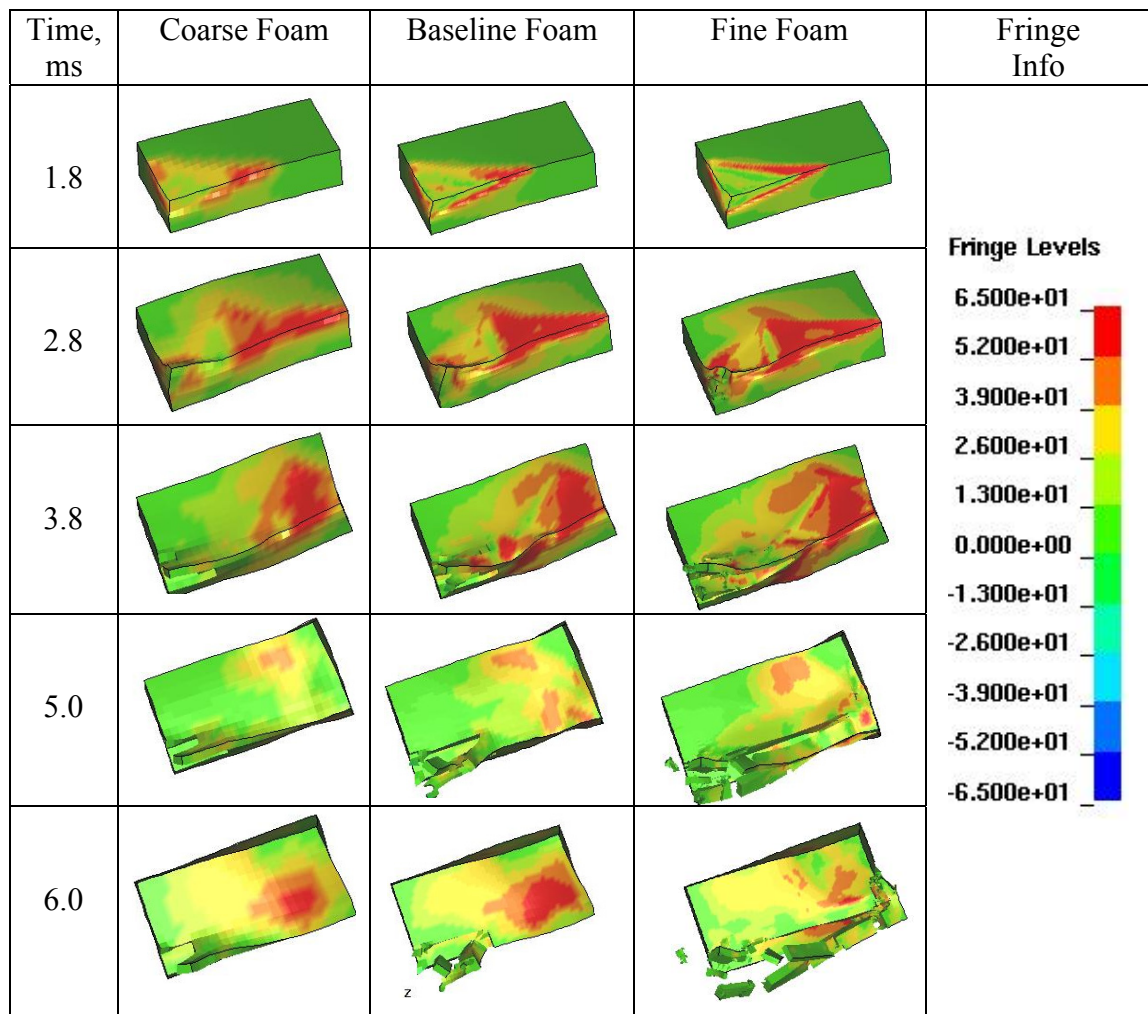 Time, ms
Coarse Foam
Baseline Foam
Fine Foam
Fringe Info
1.8
2.8
3.8
5.0
6.0
z
Fringe Levels
6.500e+01
5.200e+01
3.900e+01
2.600e+01
1.300e+01
0.000e+00
-1.300e+01
-2.600e+01
-3.900e+01
-5.200e+01
-6.500e+01